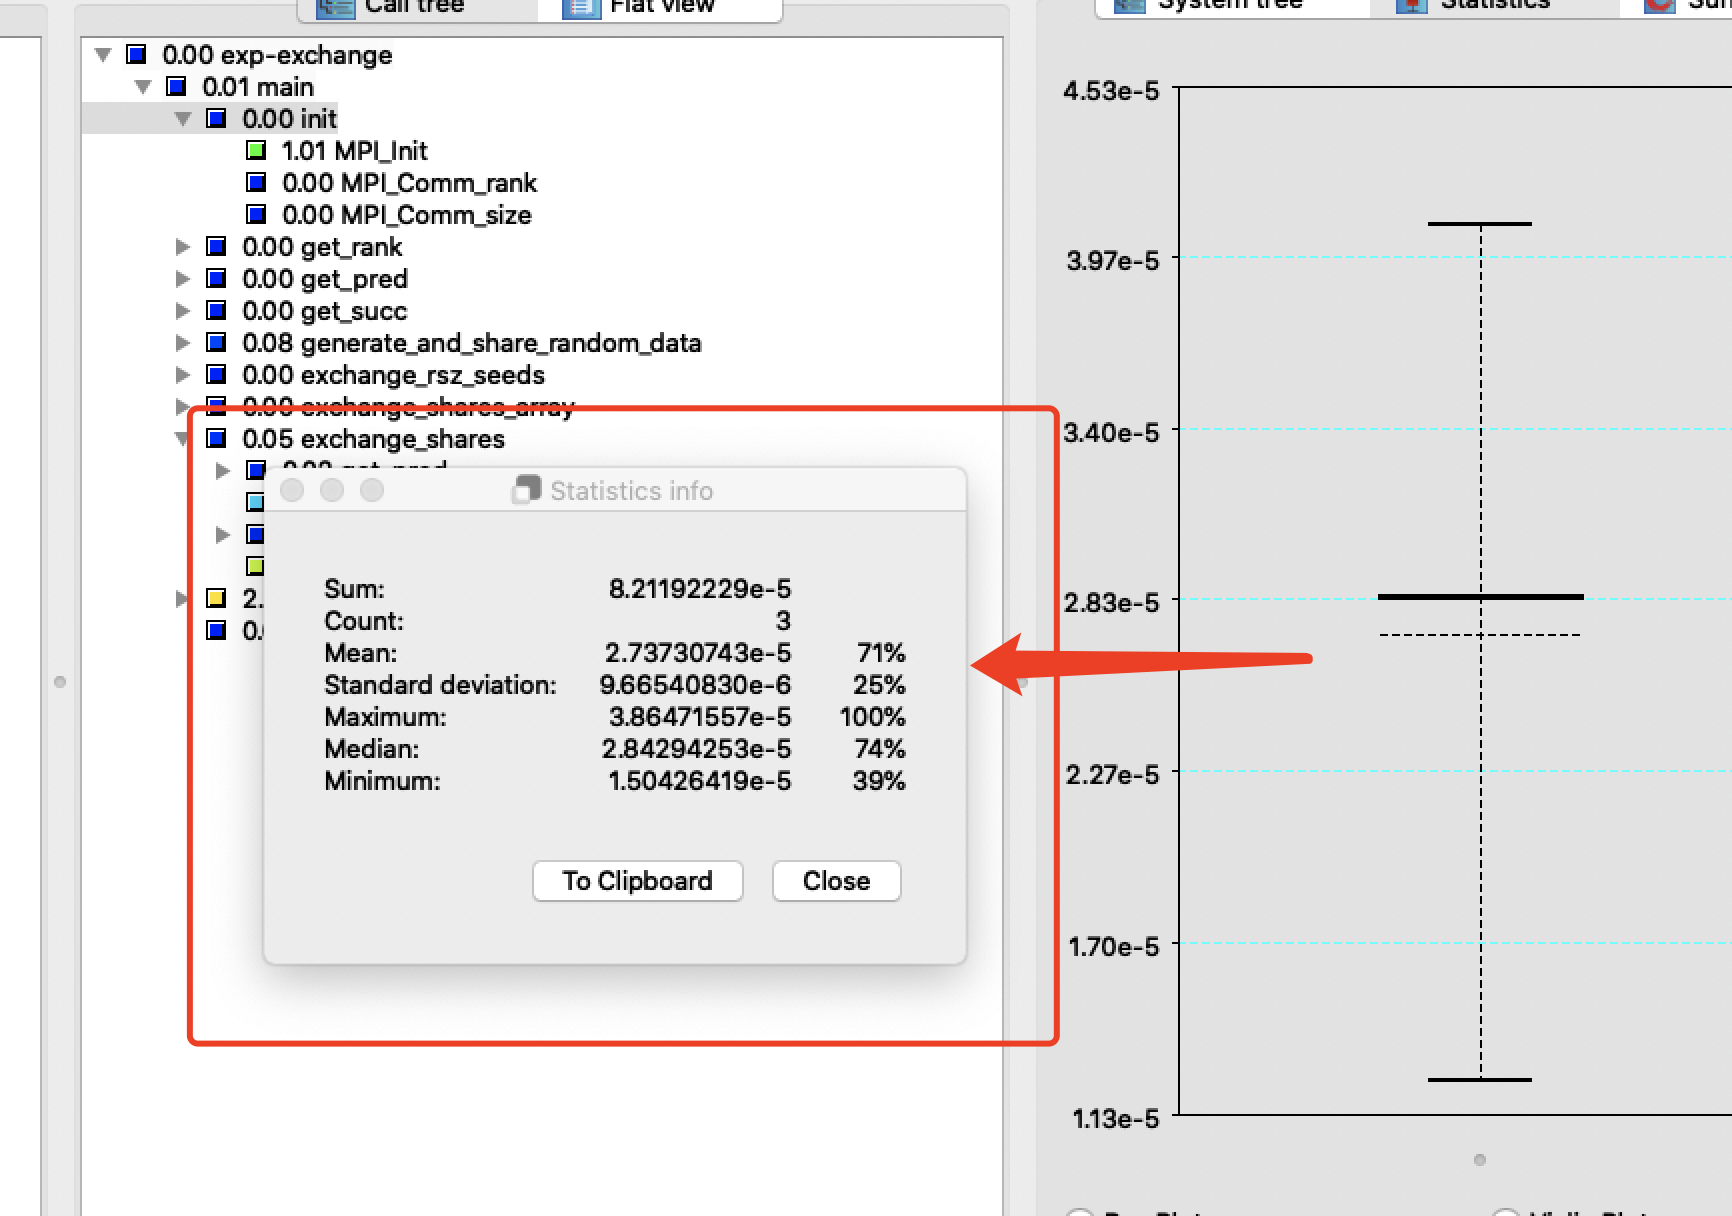 Call tree
Flat view
System tree
Statistics
0.00 exp-exchange
0.01 main
0.00 init
1.01 MPI_Init
0.00 MPI_Comm_rank
0.00 MPI_Comm_size
0.00 get_rank
0.00 get_pred
0.00 get_succ
0.08 generate_and_share_random_data
0.00 exchange_rsz_seeds
0.00 exchange_shares_array
0.05 exchange_shares
get_pred
2.
0.
Statistics info
Sum: 8.21192229e-5
Count: 3
Mean: 2.73730743e-5 71%
Standard deviation: 9.66540830e-6 25%
Maximum: 3.86471557e-5 100%
Median: 2.84294253e-5 74%
Minimum: 1.50426419e-5 39%
To Clipboard
Close
4.53e-5
3.97e-5
3.40e-5
2.83e-5
2.27e-5
1.70e-5
1.13e-5